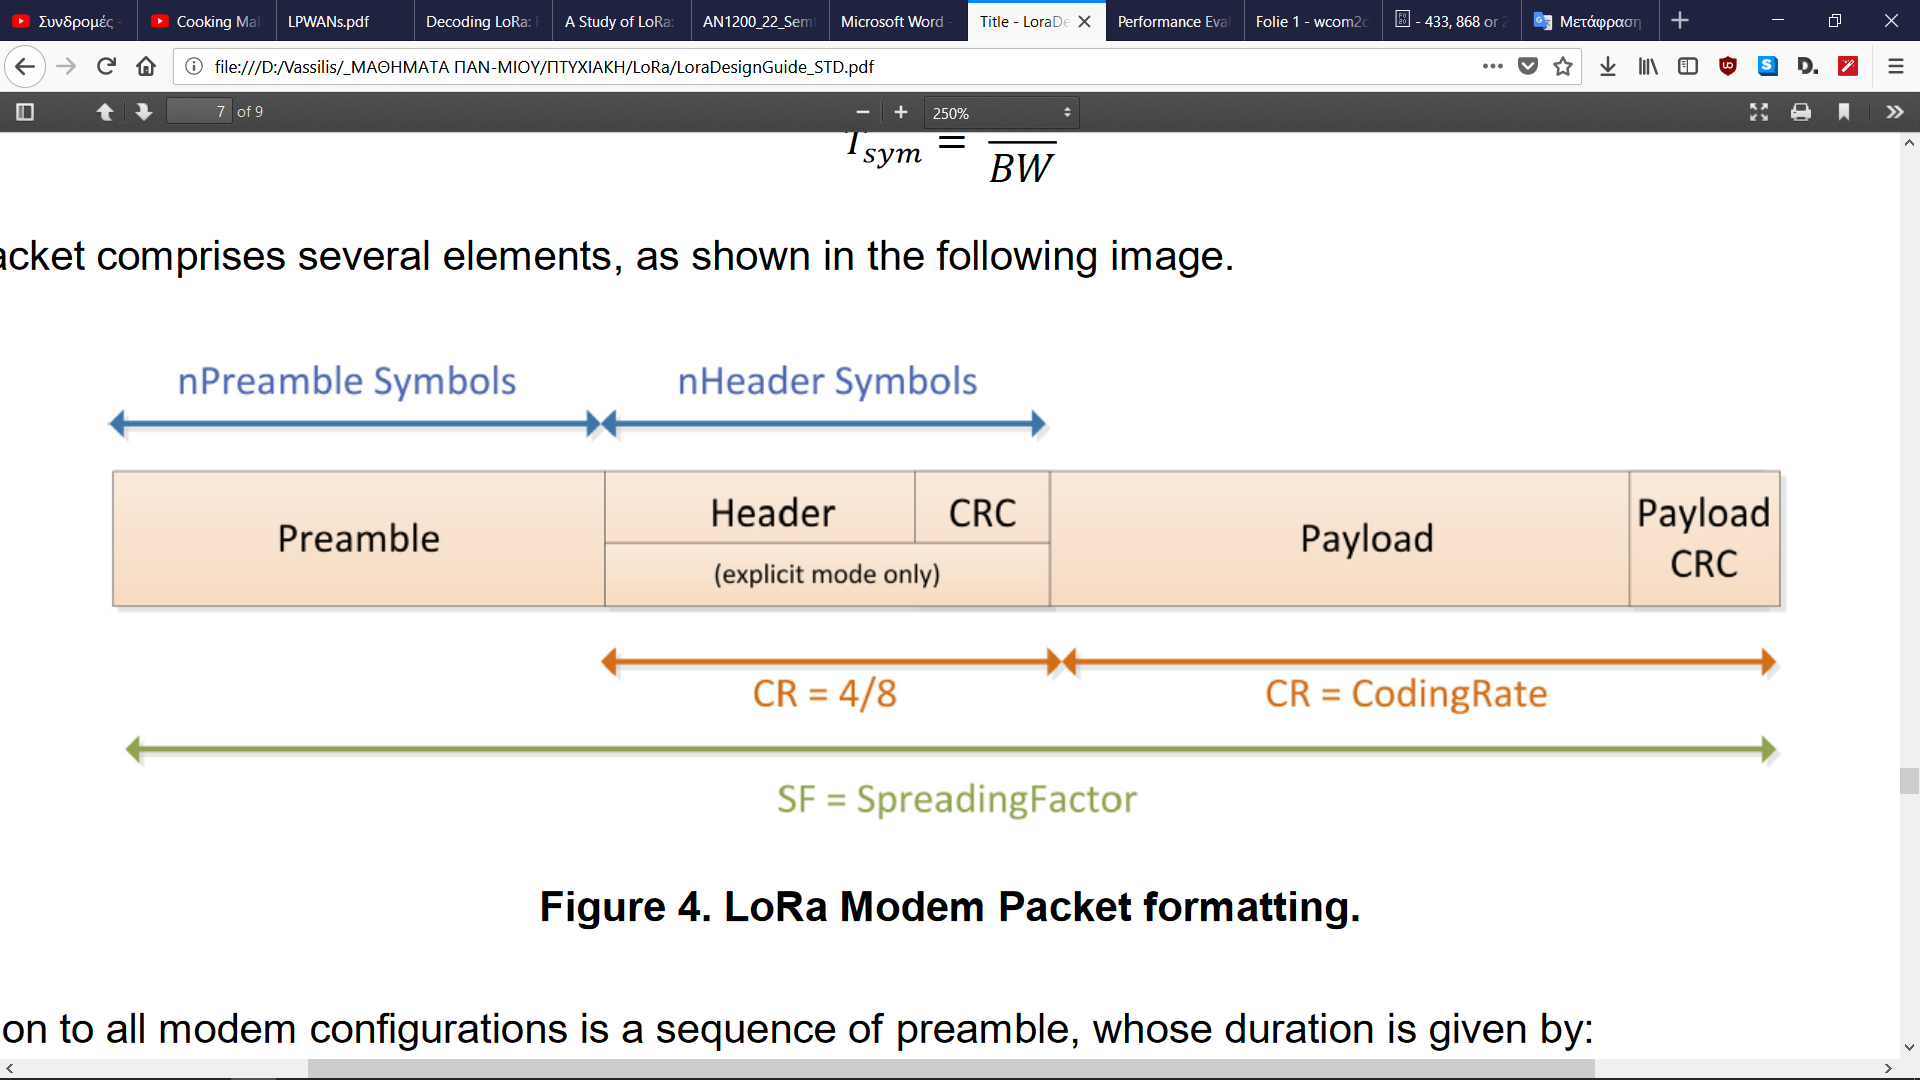 Συνδρομές -
Cooking Ma
LPWANs.pdf
Decoding LoRa:
A Study of LoRa:
AN1200_22_Sem
Microsoft Word -
Title - LoraDe
Performance Eval
Folie 1 - wcom2
- 433, 868 or 2
Μετάφραση
file:///D:/Vassilis/_ΜΑΘΗΜΑΤΑ ΠΑΝ-ΜΙΟΥ/ΠΤΥΧΙΑΚΗ/LoRa/LoraDesignGuide_STD.pdf
7 of 9
250%
Tsym = BW
acket comprises several elements, as shown in the following image.
nPreamble Symbols
nHeader Symbols
Preamble
Header
CRC
(explicit mode only)
Payload
Payload
CRC
CR = 4/8
CR = CodingRate
SF = SpreadingFactor
Figure 4. LoRa Modem Packet formatting.
on to all modem configurations is a sequence of preamble, whose duration is given by: